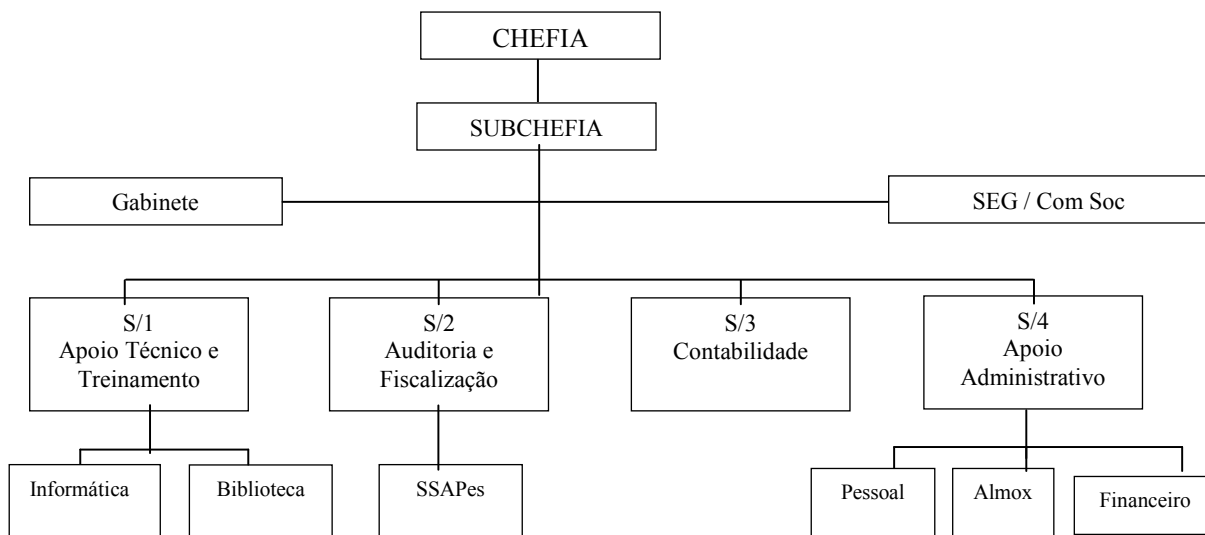 CHEFIA
SUBCHEFIA
Gabinete
SEG / Com Soc
S/1
Apoio Técnico e
Treinamento
S/2
Auditoria e
Fiscalização
S/3
Contabilidade
S/4
Apoio
Administrativo
Informática
Biblioteca
SSAPes
Pessoal
Almox
Financeiro